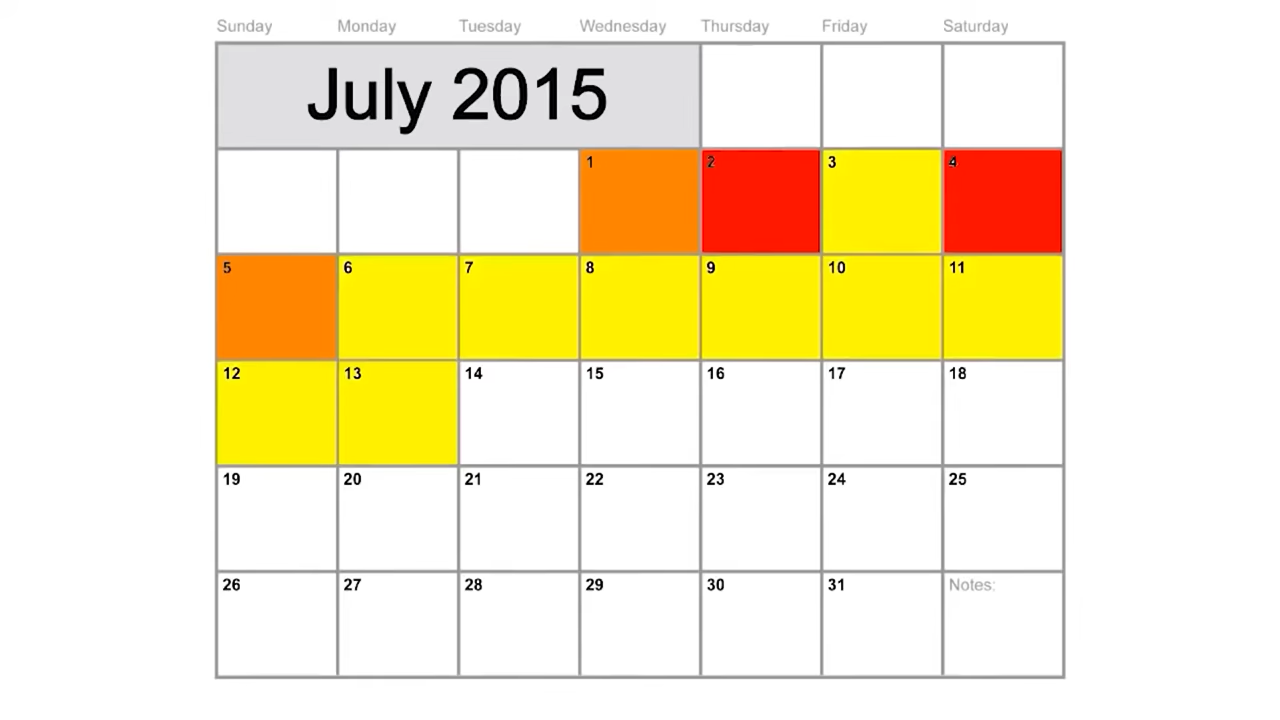 Sunday Monday Tuesday Wednesday Thursday Friday Saturday
July 2015
1 2 3 4
5 6 7 8 9 10 11
12 13 14 15 16 17 18
19 20 21 22 23 24 25
26 27 28 29 30 31 Notes: